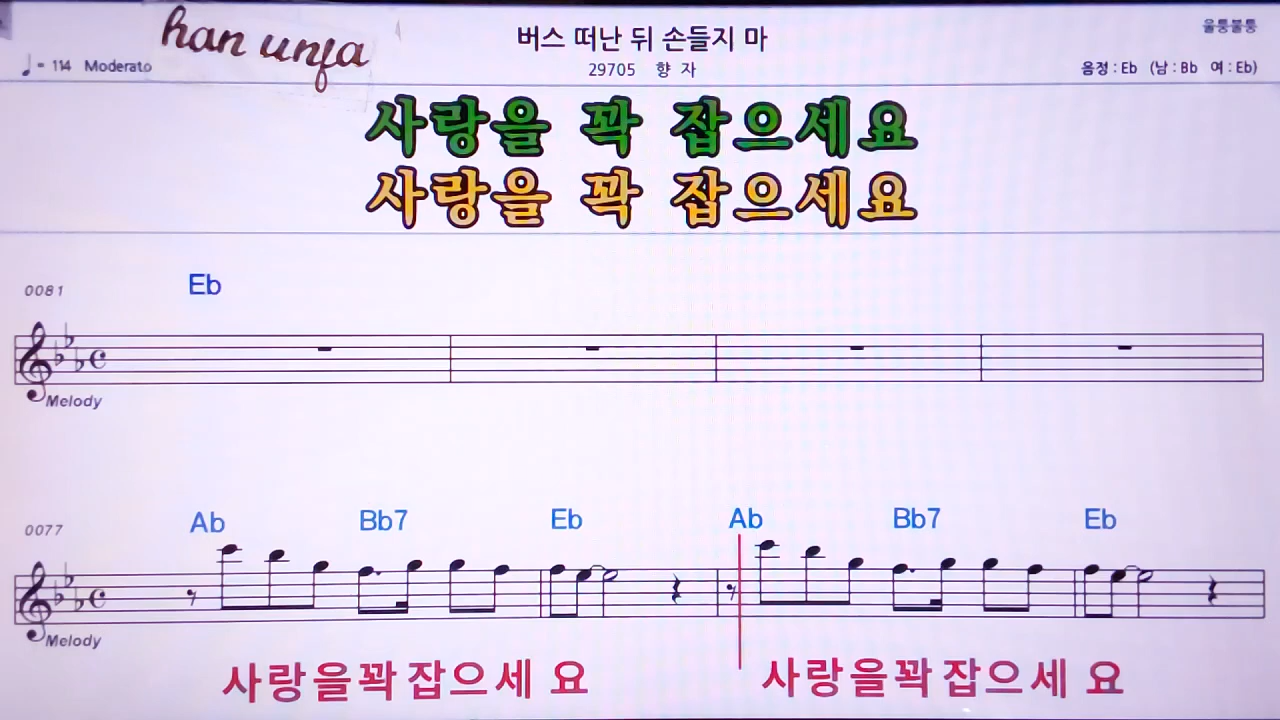 han unfa
버스 떠난 뒤 손들지 마
울퉁불퉁
♩ = 114 Moderato
29705 향 자
음정 : Eb (남 : Bb 여 : Eb)
사랑을 꽉 잡으세요
사랑을 꽉 잡으세요
0081 Eb
Melody
0077 Ab Bb7 Eb Ab Bb7 Eb
Melody
사랑을꽉잡으세 요 사랑을꽉잡으세 요